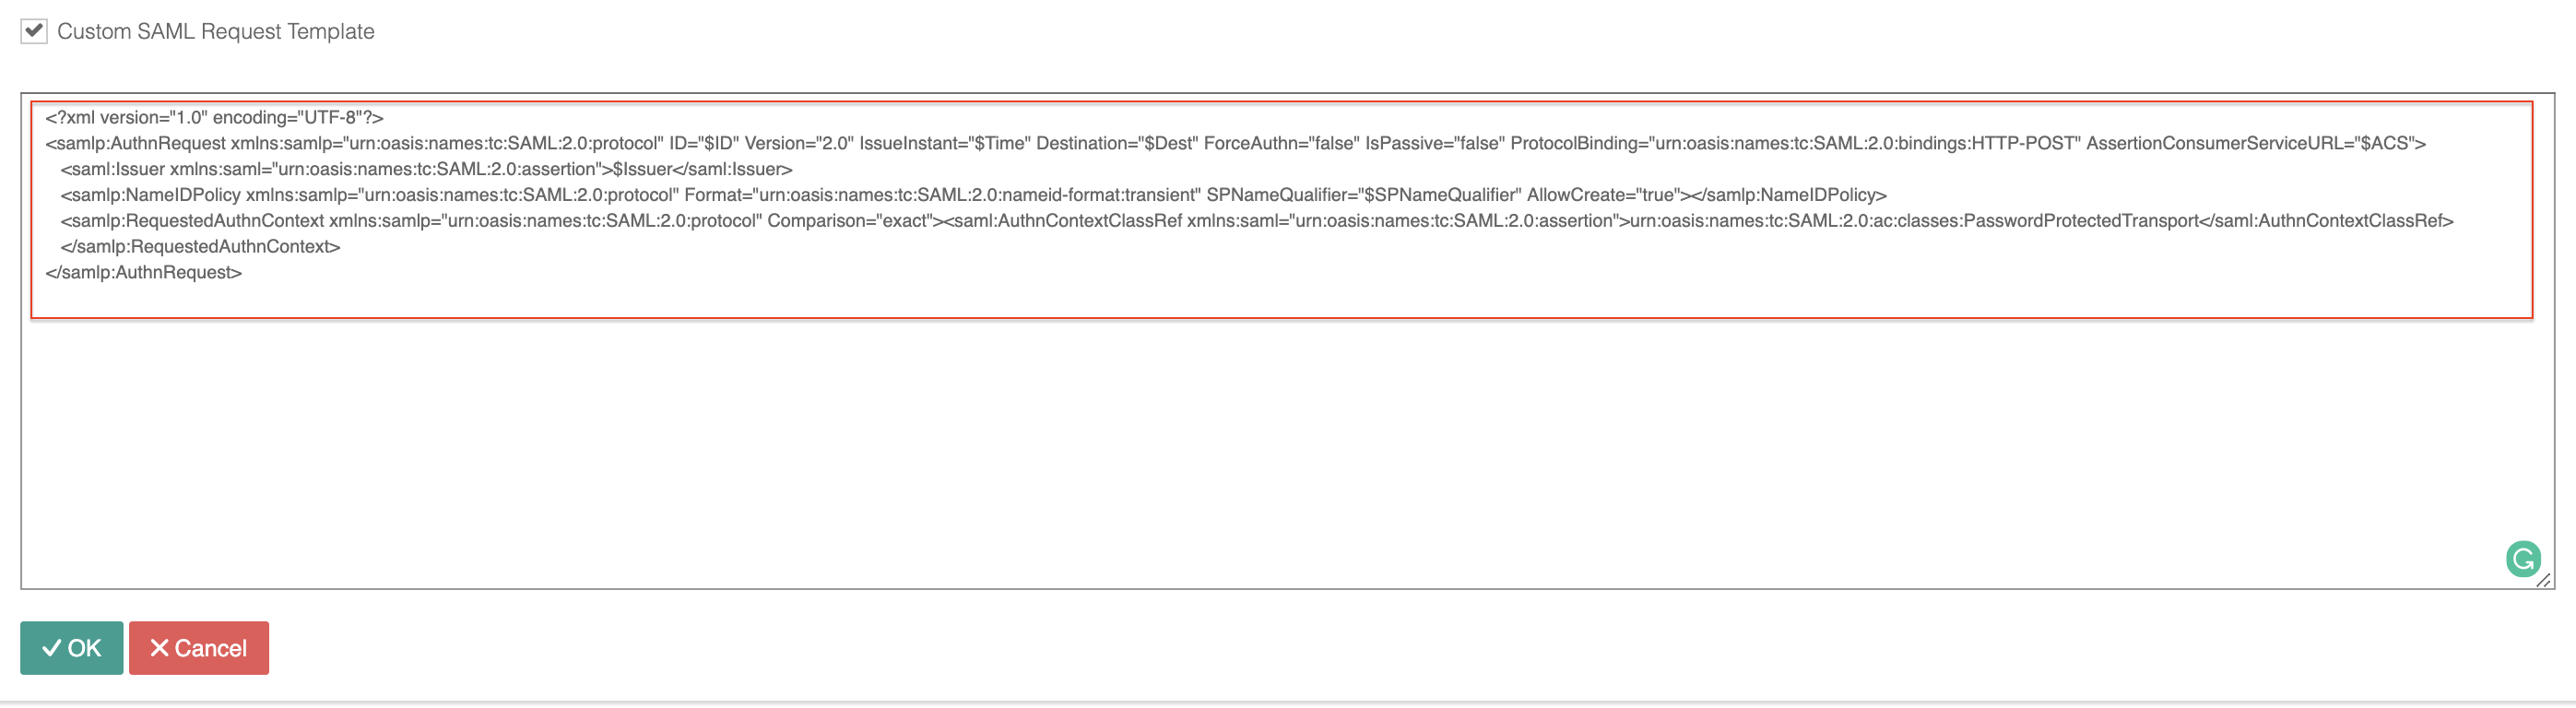 Custom SAML Request Template
<?xml version="1.0" encoding="UTF-8"?>
<samlp:AuthnRequest xmlns:samlp="urn:oasis:names:tc:SAML:2.0:protocol" ID="$ID" Version="2.0" IssueInstant="$Time" Destination="$Dest" ForceAuthn="false" IsPassive="false" ProtocolBinding="urn:oasis:names:tc:SAML:2.0:bindings:HTTP-POST" AssertionConsumerServiceURL="$ACS">
<saml:Issuer xmlns:saml="urn:oasis:names:tc:SAML:2.0:assertion">$Issuer</saml:Issuer>
<samlp:NameIDPolicy xmlns:samlp="urn:oasis:names:tc:SAML:2.0:protocol" Format="urn:oasis:names:tc:SAML:2.0:nameid-format:transient" SPNameQualifier="$SPNameQualifier" AllowCreate="true"></samlp:NameIDPolicy>
<samlp:RequestedAuthnContext xmlns:samlp="urn:oasis:names:tc:SAML:2.0:protocol" Comparison="exact"><saml:AuthnContextClassRef xmlns:saml="urn:oasis:names:tc:SAML:2.0:assertion">urn:oasis:names:tc:SAML:2.0:ac:classes:PasswordProtectedTransport</saml:AuthnContextClassRef>
</samlp:RequestedAuthnContext>
</samlp:AuthnRequest>
OK
Cancel